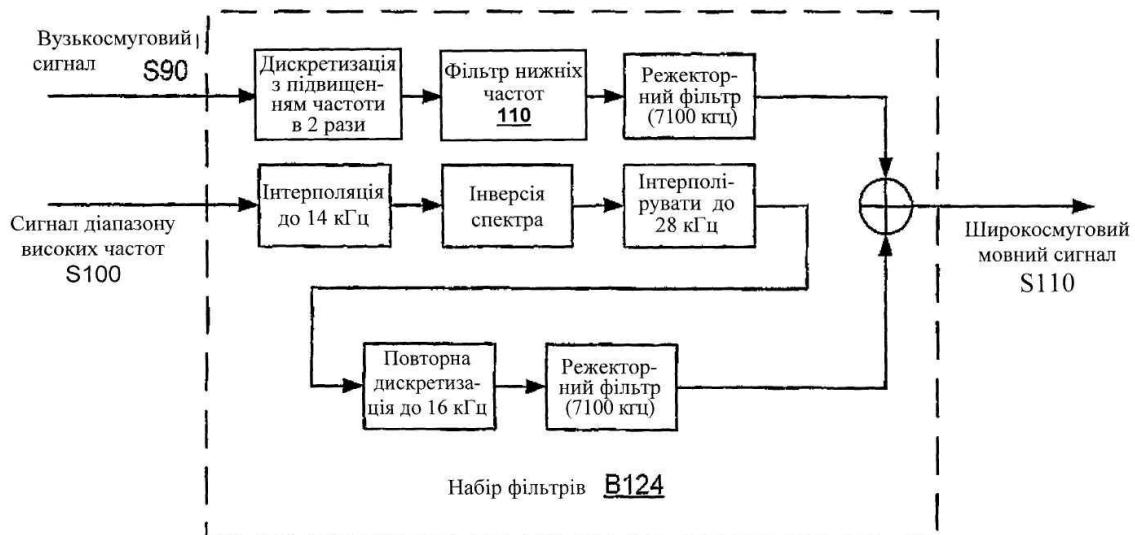 Вузькосмуговий
сигнал S90
Дискретизація
з підвищен-
ням частоти
в 2 рази
Фільтр нижніх
частот
110
Режектор-
ний фільтр
(7100 кгц)
Сигнал діапазону
високих частот
S100
Інтерполяція
до 14 кГц
Інверсія
спектра
Інтерполі-
рувати до
28 кГц
Широкосмуговий
мовний сигнал
S110
Повторна
дискретиза-
ція до 16 кГц
Режектор-
ний фільтр
(7100 кгц)
Набір фільтрів B124